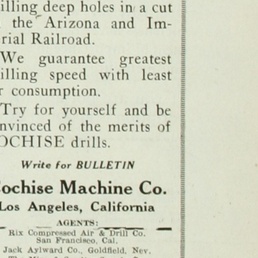 illing deep holes in a cut
the Arizona and Im-
rial Railroad.
We guarantee greatest
illing speed with least
r consumption.
Try for yourself and be
nvinced of the merits of
OCHISE drills.
Write for BULLETIN
ochise Machine Co.
Los Angeles, California
AGENTS:
Rix Compressed Air & Drill Co.
San Francisco, Cal.
Jack Aylward Co., Goldfield, Nev.